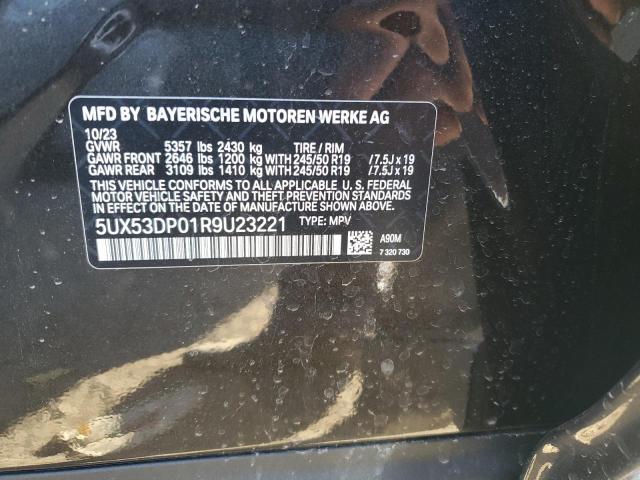 MFD BY BAYERISCHE MOTOREN WERKE AG
10/23
GVWR 5357 lbs 2430 kg TIRE / RIM
GAWR FRONT 2646 lbs 1200 kg WITH 245/50 R19 /7.5J x 19
GAWR REAR 3109 lbs 1410 kg WITH 245/50 R19 /7.5J x 19
THIS VEHICLE CONFORMS TO ALL APPLICABLE U. S. FEDERAL
MOTOR VEHICLE SAFETY AND THEFT PREVENTION STANDARDS
IN EFFECT ON THE DATE OF MANUFACTURE SHOWN ABOVE.
5UX53DP01R9U23221 TYPE: MPV
A90M
7 320 730